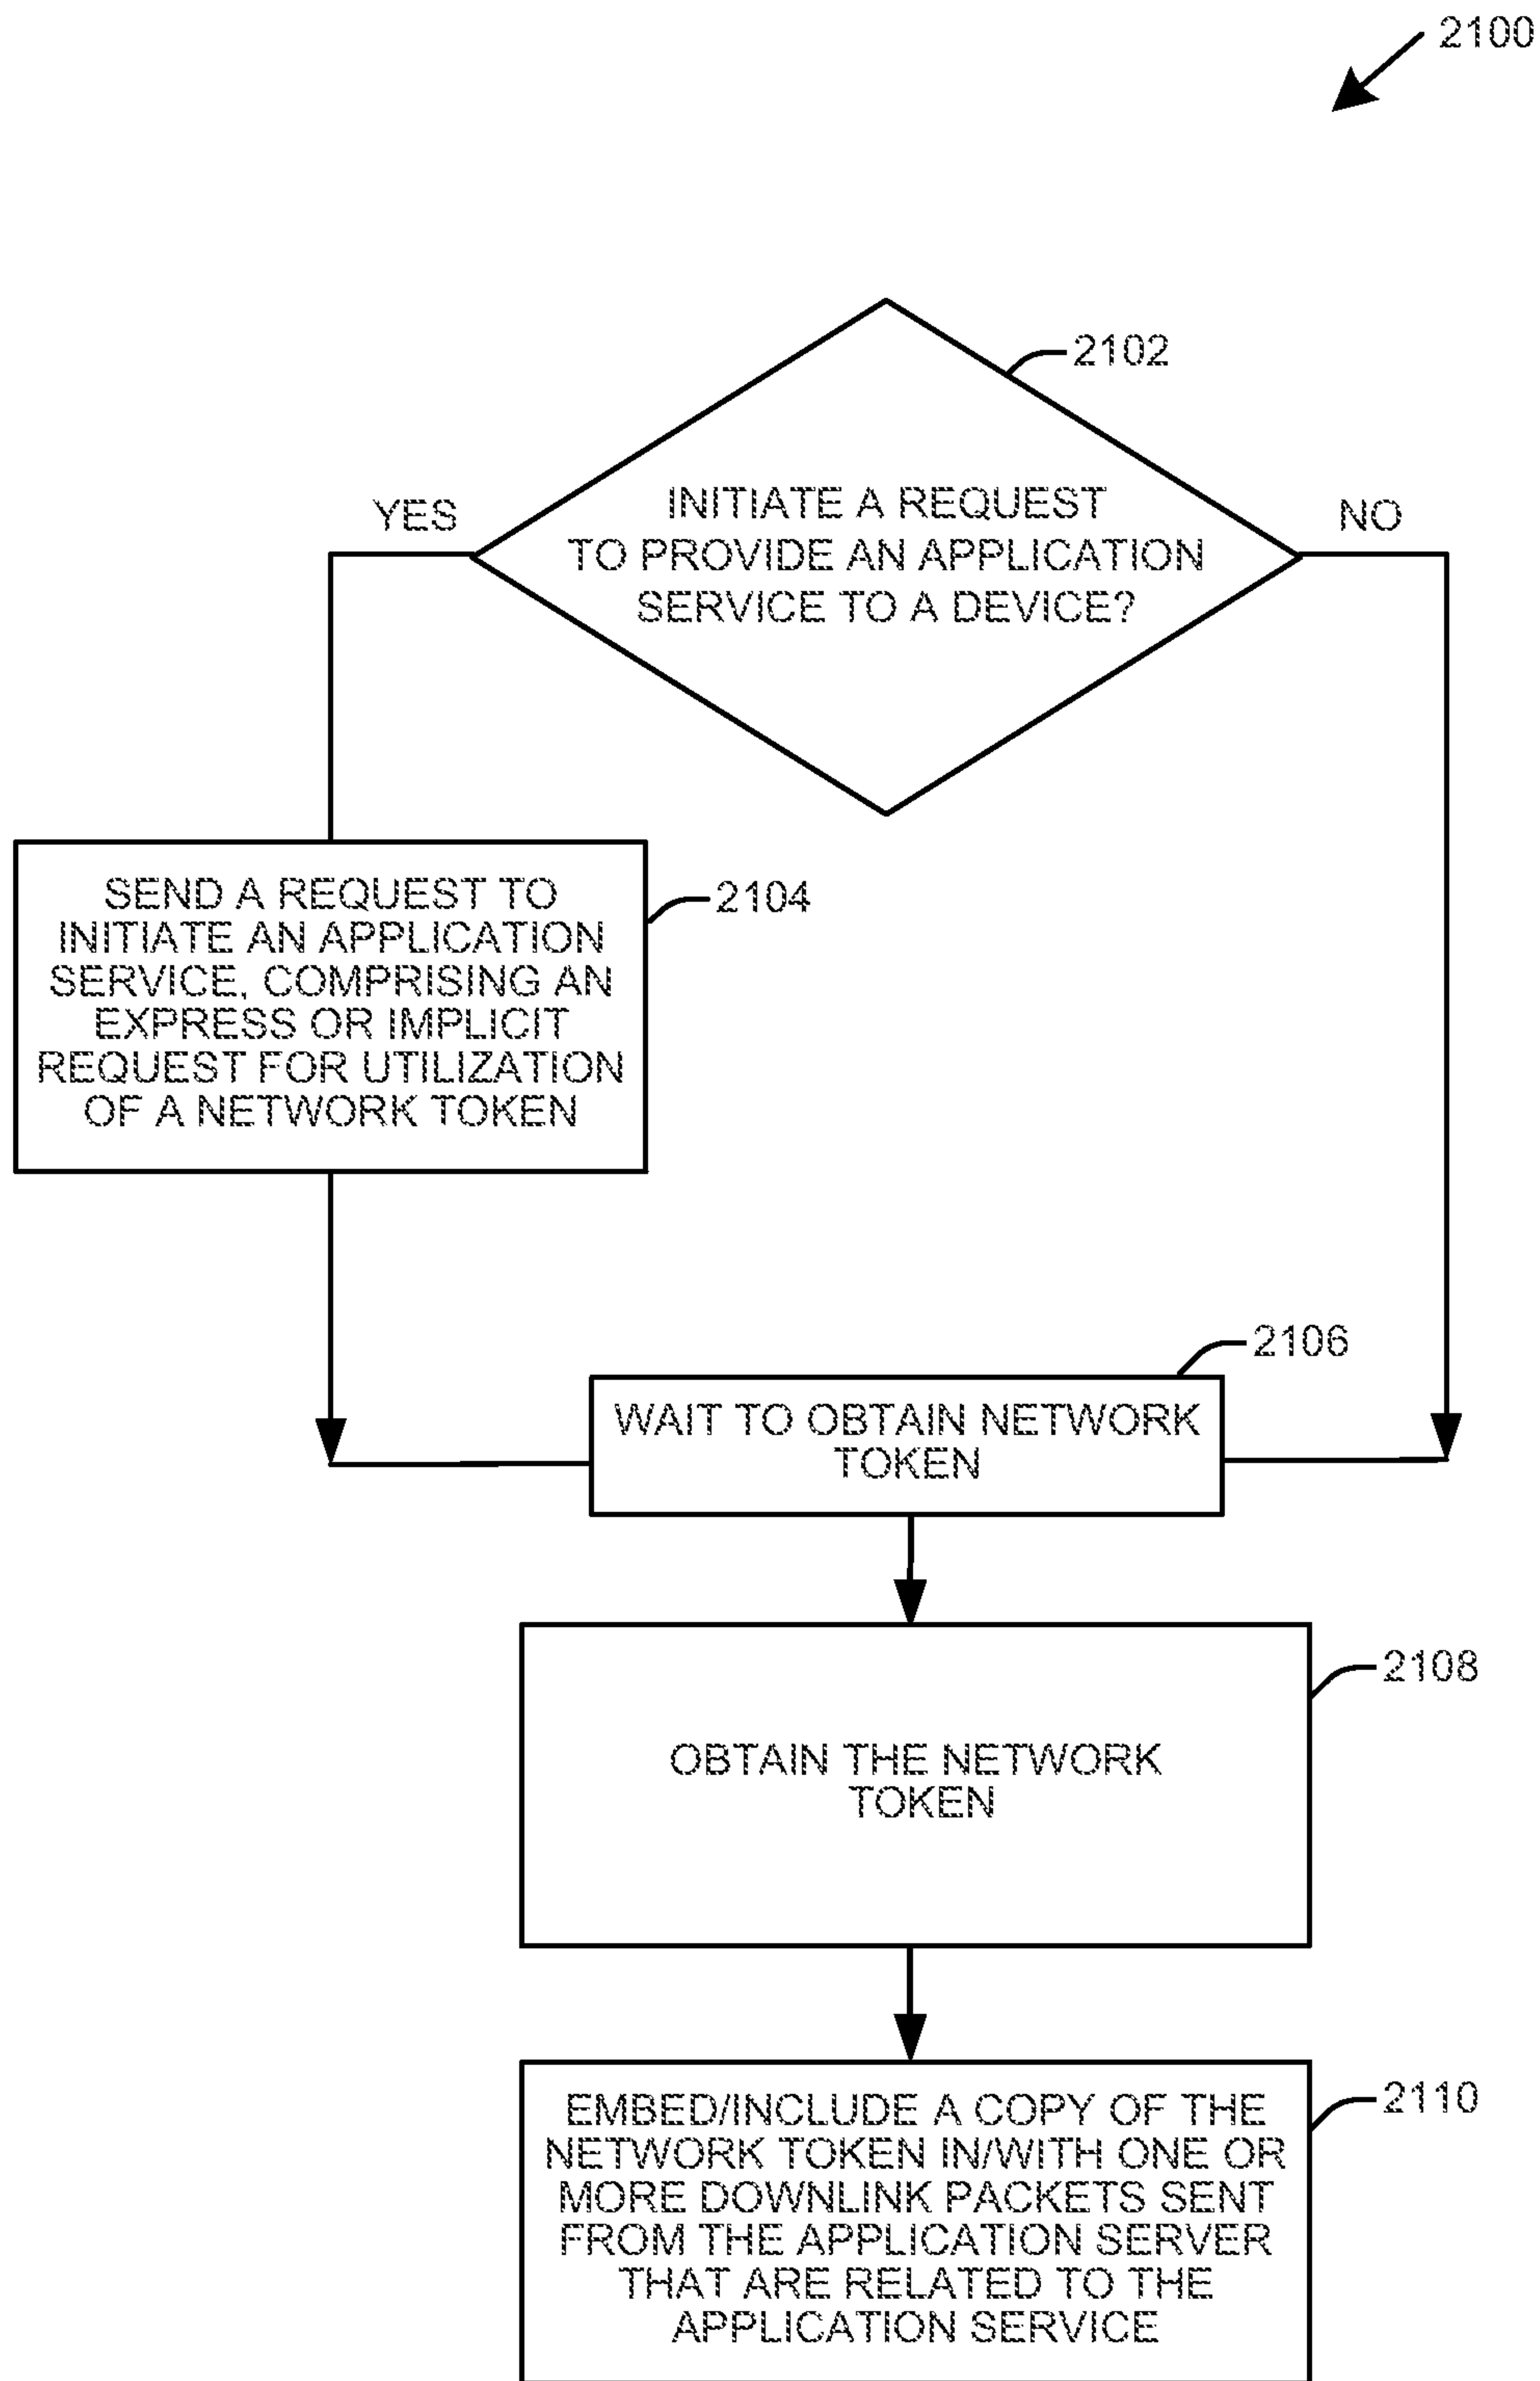 2100
2102
INITIATE A REQUEST
TO PROVIDE AN APPLICATION
SERVICE TO A DEVICE?
YES
NO
SEND A REQUEST TO
INITIATE AN APPLICATION
SERVICE, COMPRISING AN
EXPRESS OR IMPLICIT
REQUEST FOR UTILIZATION
OF A NETWORK TOKEN
2104
2106
WAIT TO OBTAIN NETWORK
TOKEN
2108
OBTAIN THE NETWORK
TOKEN
2110
EMBED/INCLUDE A COPY OF THE
NETWORK TOKEN IN/WITH ONE OR
MORE DOWNLINK PACKETS SENT
FROM THE APPLICATION SERVER
THAT ARE RELATED TO THE
APPLICATION SERVICE